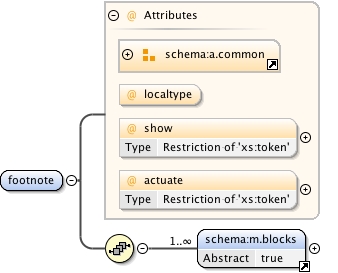 @ Attributes
schema:a.common
@ localtype
@ show
Type Restriction of 'xs:token'
@ actuate
Type Restriction of 'xs:token'
footnote
1..∞
schema:m.blocks
Abstract true